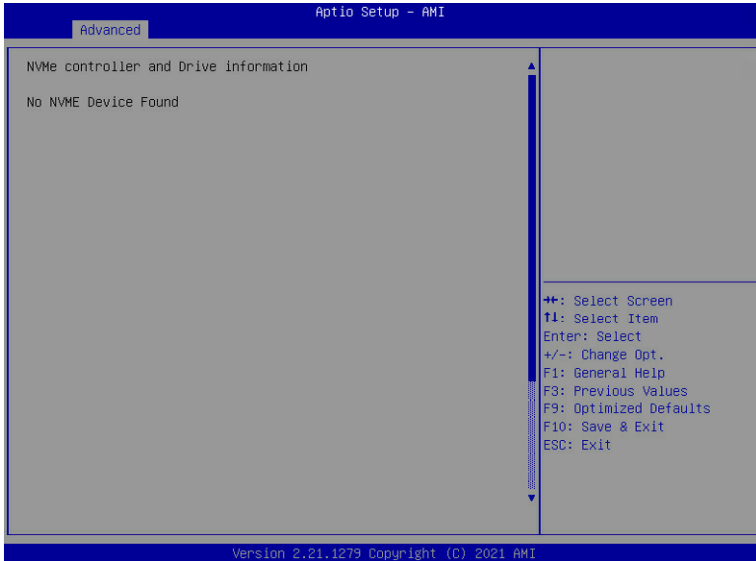 Aptio Setup - AMI
Advanced
NVMe controller and Drive information
No NVME Device Found
→←: Select Screen
↑↓: Select Item
Enter: Select
+/-: Change Opt.
F1: General Help
F3: Previous Values
F9: Optimized Defaults
F10: Save & Exit
ESC: Exit
Version 2.21.1279 Copyright (C) 2021 AMI